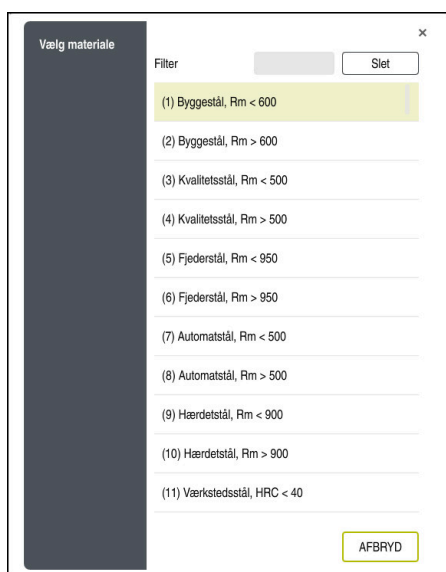 Vælg materiale
×
Filter
Slet
(1) Byggestål, Rm < 600
(2) Byggestål, Rm > 600
(3) Kvalitetsstål, Rm < 500
(4) Kvalitetsstål, Rm > 500
(5) Fjederstål, Rm < 950
(6) Fjederstål, Rm > 950
(7) Automatstål, Rm < 500
(8) Automatstål, Rm > 500
(9) Hærdetstål, Rm < 900
(10) Hærdetstål, Rm > 900
(11) Værkstedsstål, HRC < 40
AFBRYD